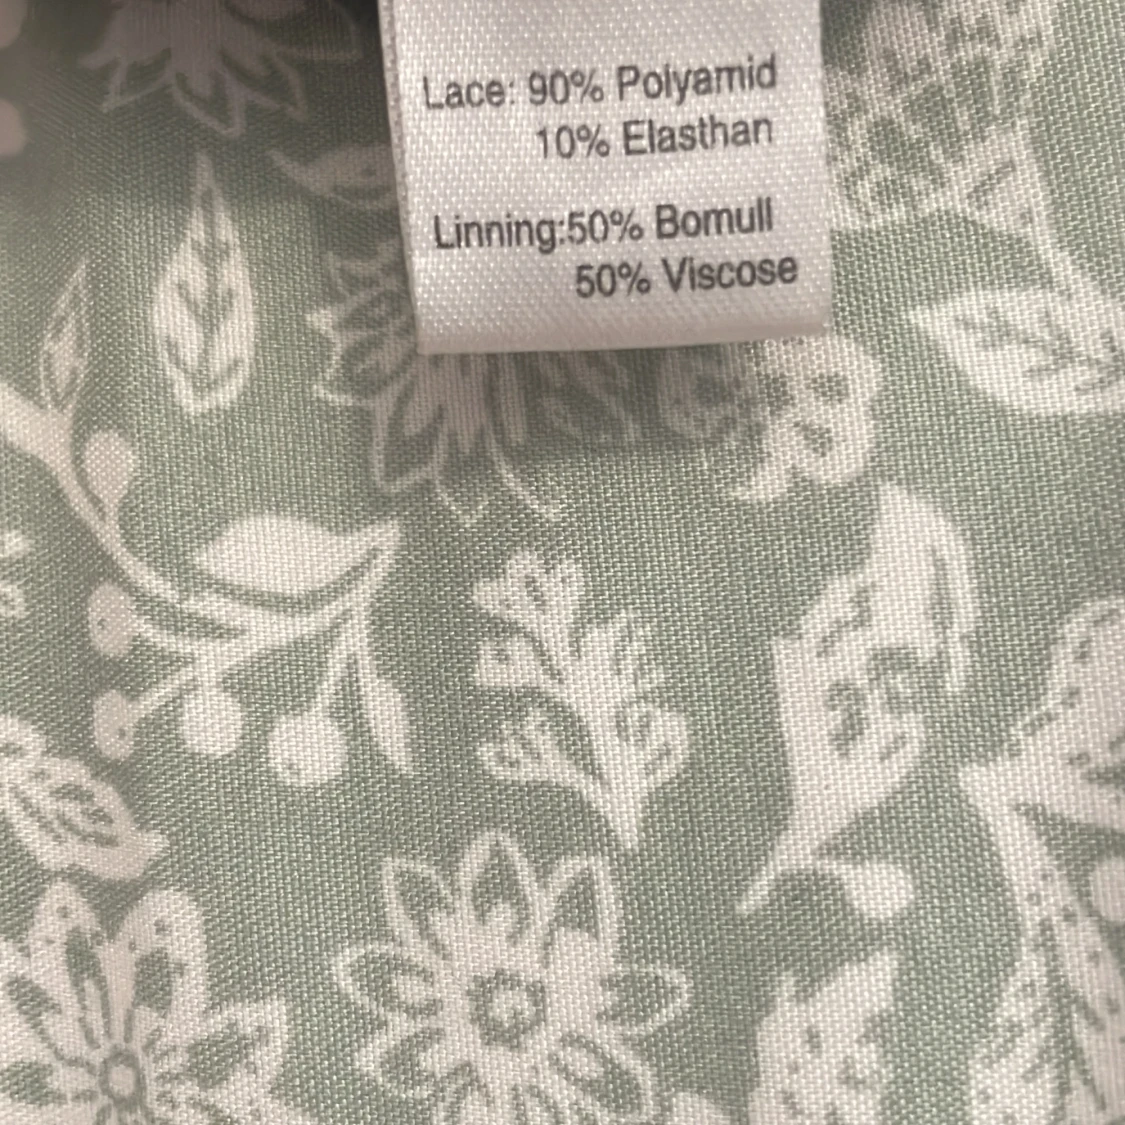 Lace: 90% Polyamid
10% Elasthan
Linning:50% Bomull
50% Viscose